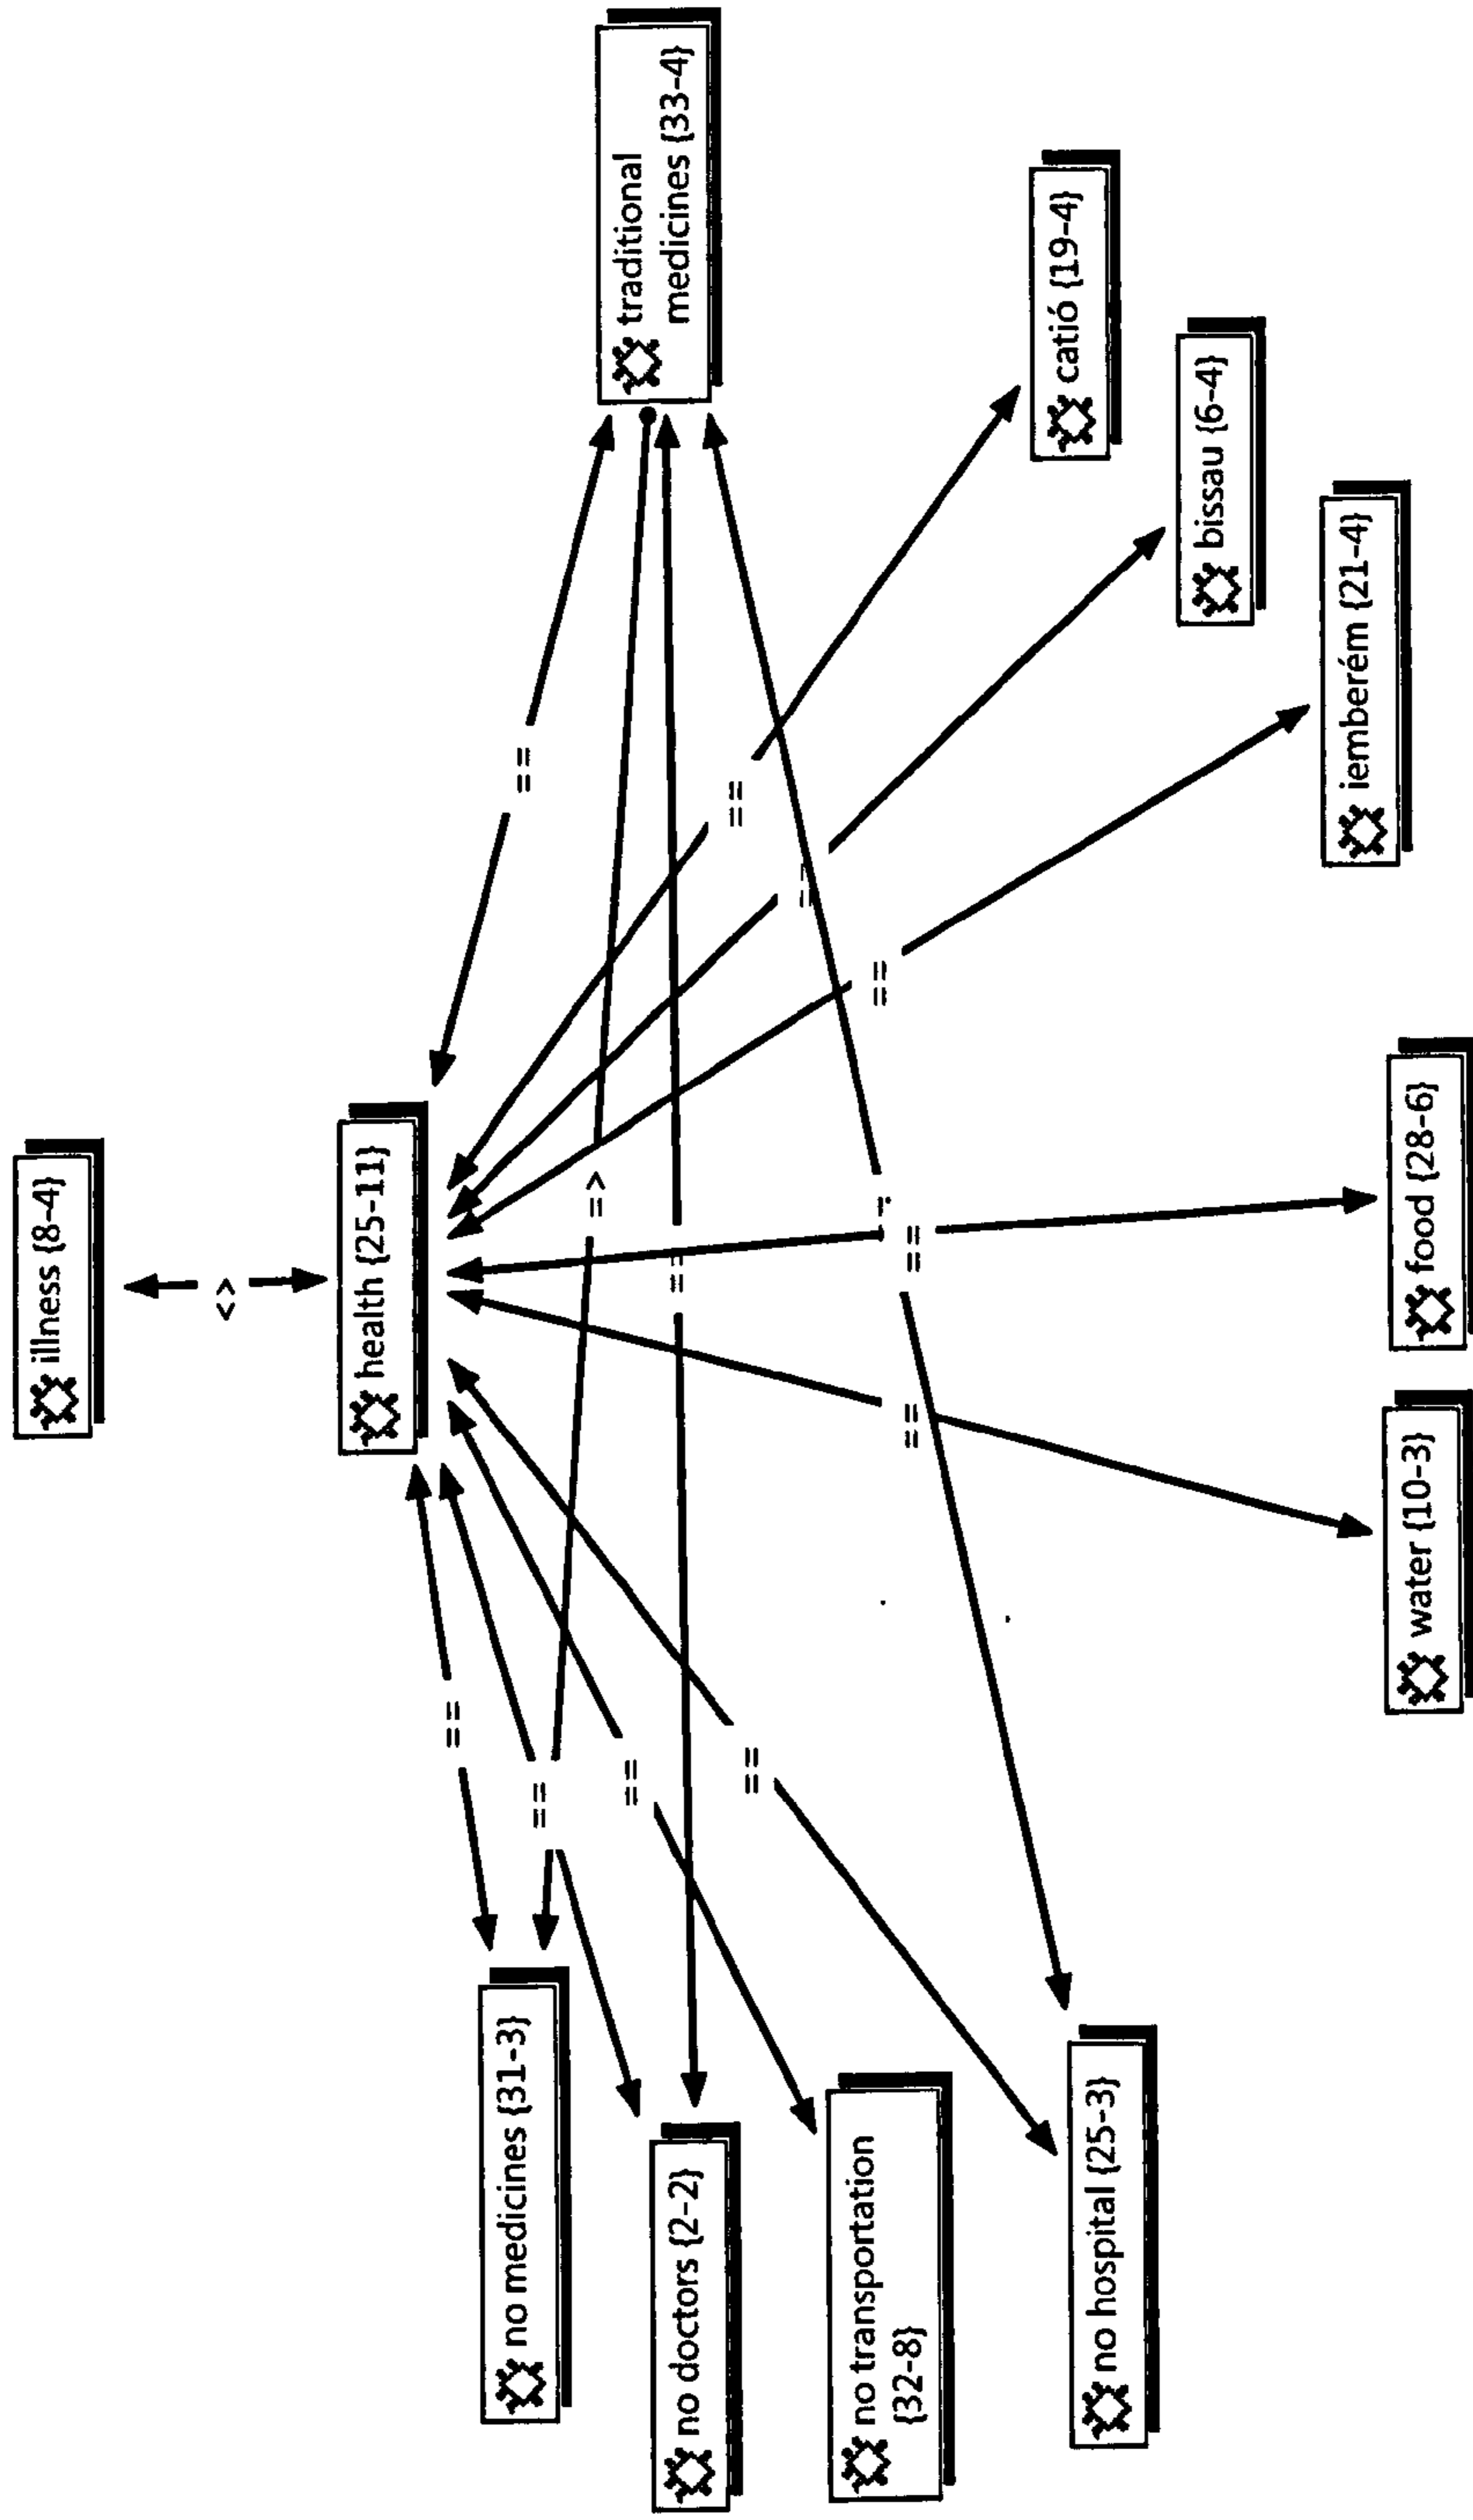 illness {8-4}
<>
health {25-11}
==
==
no medicines {31-3}
==
=>
traditional
medicines {33-4}
==
==
no doctors {2-2}
==
==
no transportation
{32-8}
==
==
==
catió {19-4}
no hospital {25-3}
bissau {6-4}
iemberém {21-4}
water {10-3}
food {28-6}